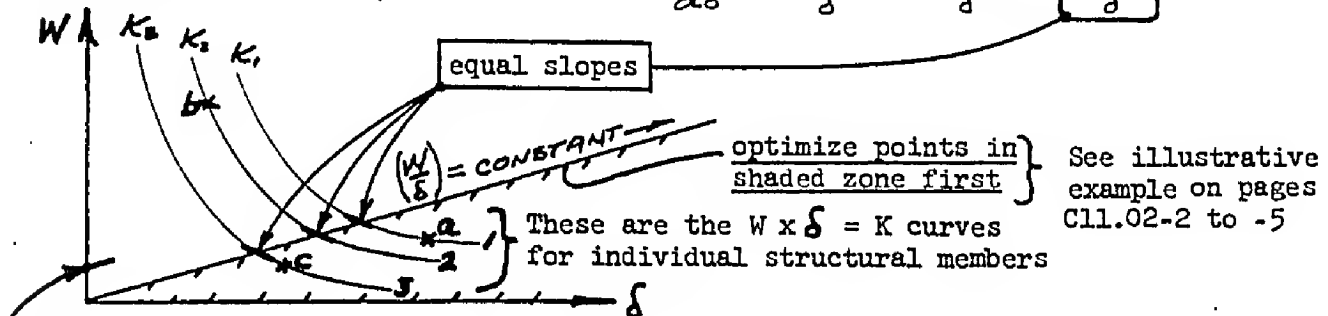 dδ δ δ δ
W K₃ K₂ K₁
equal slopes
b
(W/δ) = CONSTANT
optimize points in
shaded zone first
See illustrative
example on pages
C11.02-2 to -5
a
1
2
c
3
These are the W x δ = K curves
for individual structural members
δ